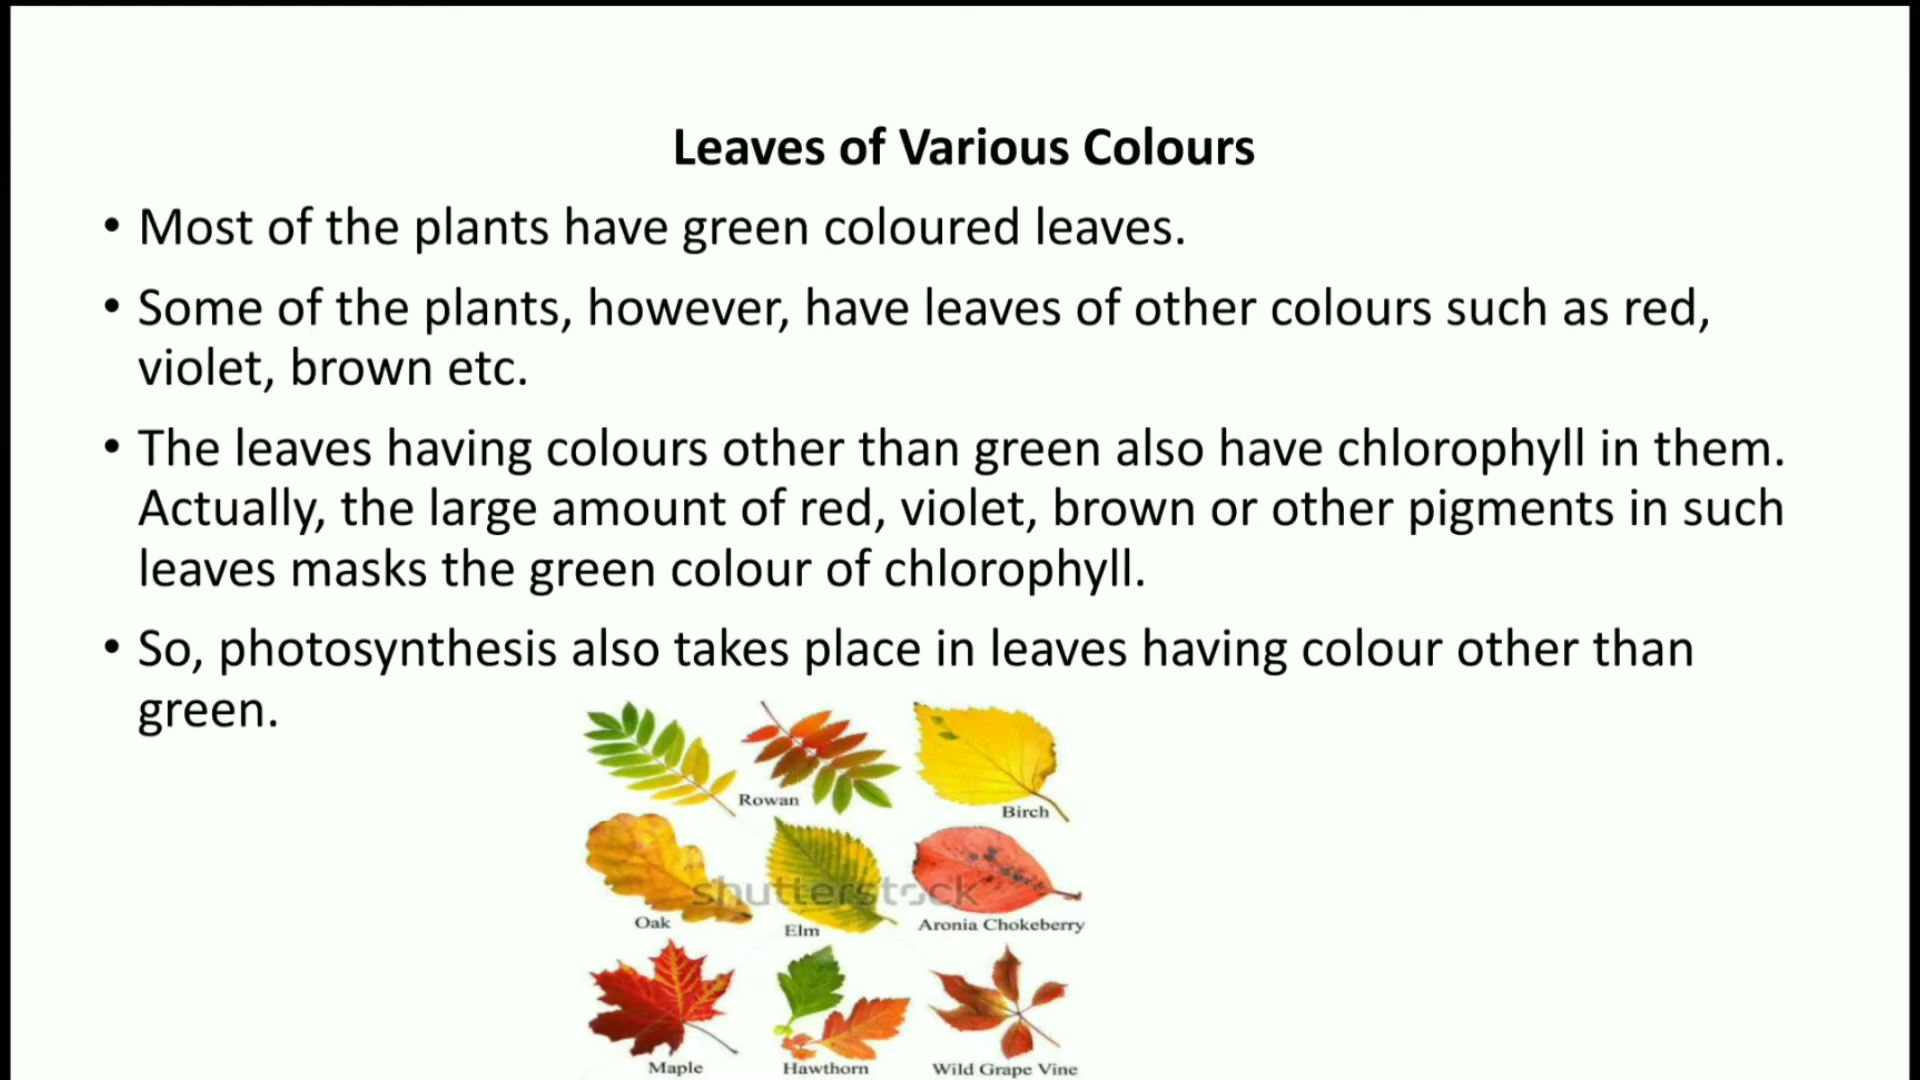 Leaves of Various Colours
• Most of the plants have green coloured leaves.
• Some of the plants, however, have leaves of other colours such as red,
violet, brown etc.
• The leaves having colours other than green also have chlorophyll in them.
Actually, the large amount of red, violet, brown or other pigments in such
leaves masks the green colour of chlorophyll.
• So, photosynthesis also takes place in leaves having colour other than
green.
Rowan
Birch
shutterstock
Oak
Elm
Aronia Chokeberry
Maple
Hawthorn
Wild Grape Vine